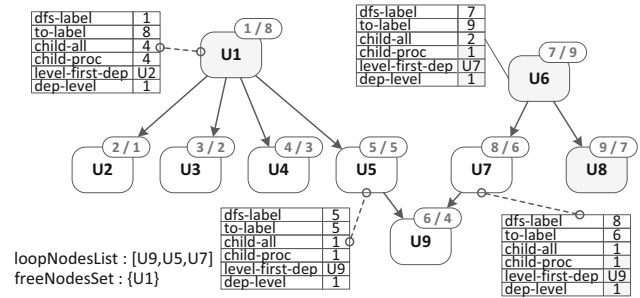 dfs-label 1
to-label 8
child-all 4
child-proc 4
level-first-dep U2
dep-level 1
1 / 8
U1
dfs-label 7
to-label 9
child-all 2
child-proc 1
level-first-dep U7
dep-level 1
7 / 9
U6
2 / 1
U2
3 / 2
U3
4 / 3
U4
5 / 5
U5
8 / 6
U7
9 / 7
U8
6 / 4
U9
dfs-label 5
to-label 5
child-all 1
child-proc 1
level-first-dep U9
dep-level 1
dfs-label 8
to-label 6
child-all 1
child-proc 1
level-first-dep U9
dep-level 1
loopNodesList : [U9,U5,U7]
freeNodesSet : {U1}